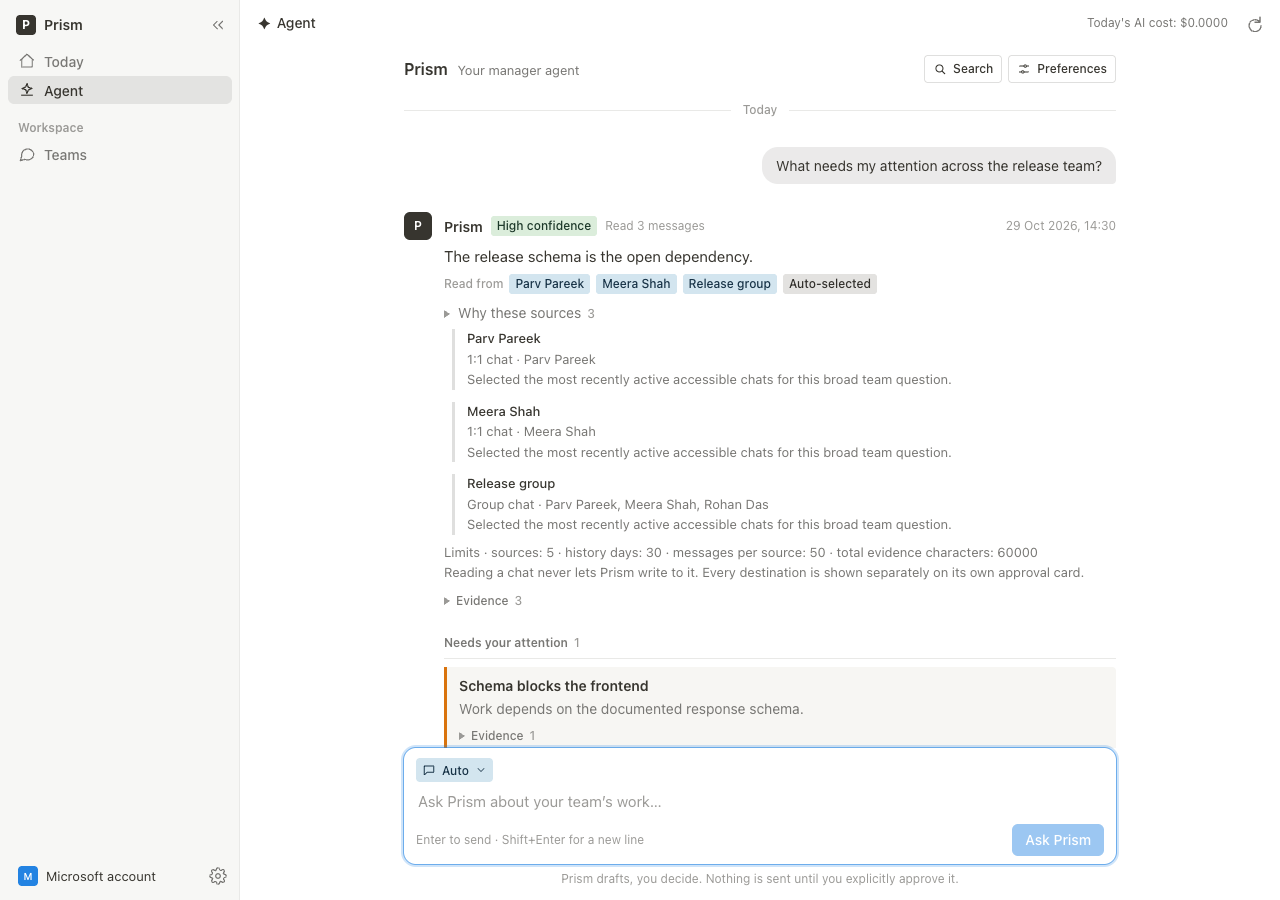 P Prism
Today
Agent
Workspace
Teams
M Microsoft account
Agent
Today's AI cost: $0.0000
Prism Your manager agent
Search
Preferences
Today
What needs my attention across the release team?
P Prism High confidence Read 3 messages 29 Oct 2026, 14:30
The release schema is the open dependency.
Read from Parv Pareek Meera Shah Release group Auto-selected
Why these sources 3
Parv Pareek
1:1 chat · Parv Pareek
Selected the most recently active accessible chats for this broad team question.
Meera Shah
1:1 chat · Meera Shah
Selected the most recently active accessible chats for this broad team question.
Release group
Group chat · Parv Pareek, Meera Shah, Rohan Das
Selected the most recently active accessible chats for this broad team question.
Limits · sources: 5 · history days: 30 · messages per source: 50 · total evidence characters: 60000
Reading a chat never lets Prism write to it. Every destination is shown separately on its own approval card.
Evidence 3
Needs your attention 1
Schema blocks the frontend
Work depends on the documented response schema.
Evidence 1
Auto
Ask Prism about your team’s work...
Enter to send · Shift+Enter for a new line
Ask Prism
Prism drafts, you decide. Nothing is sent until you explicitly approve it.